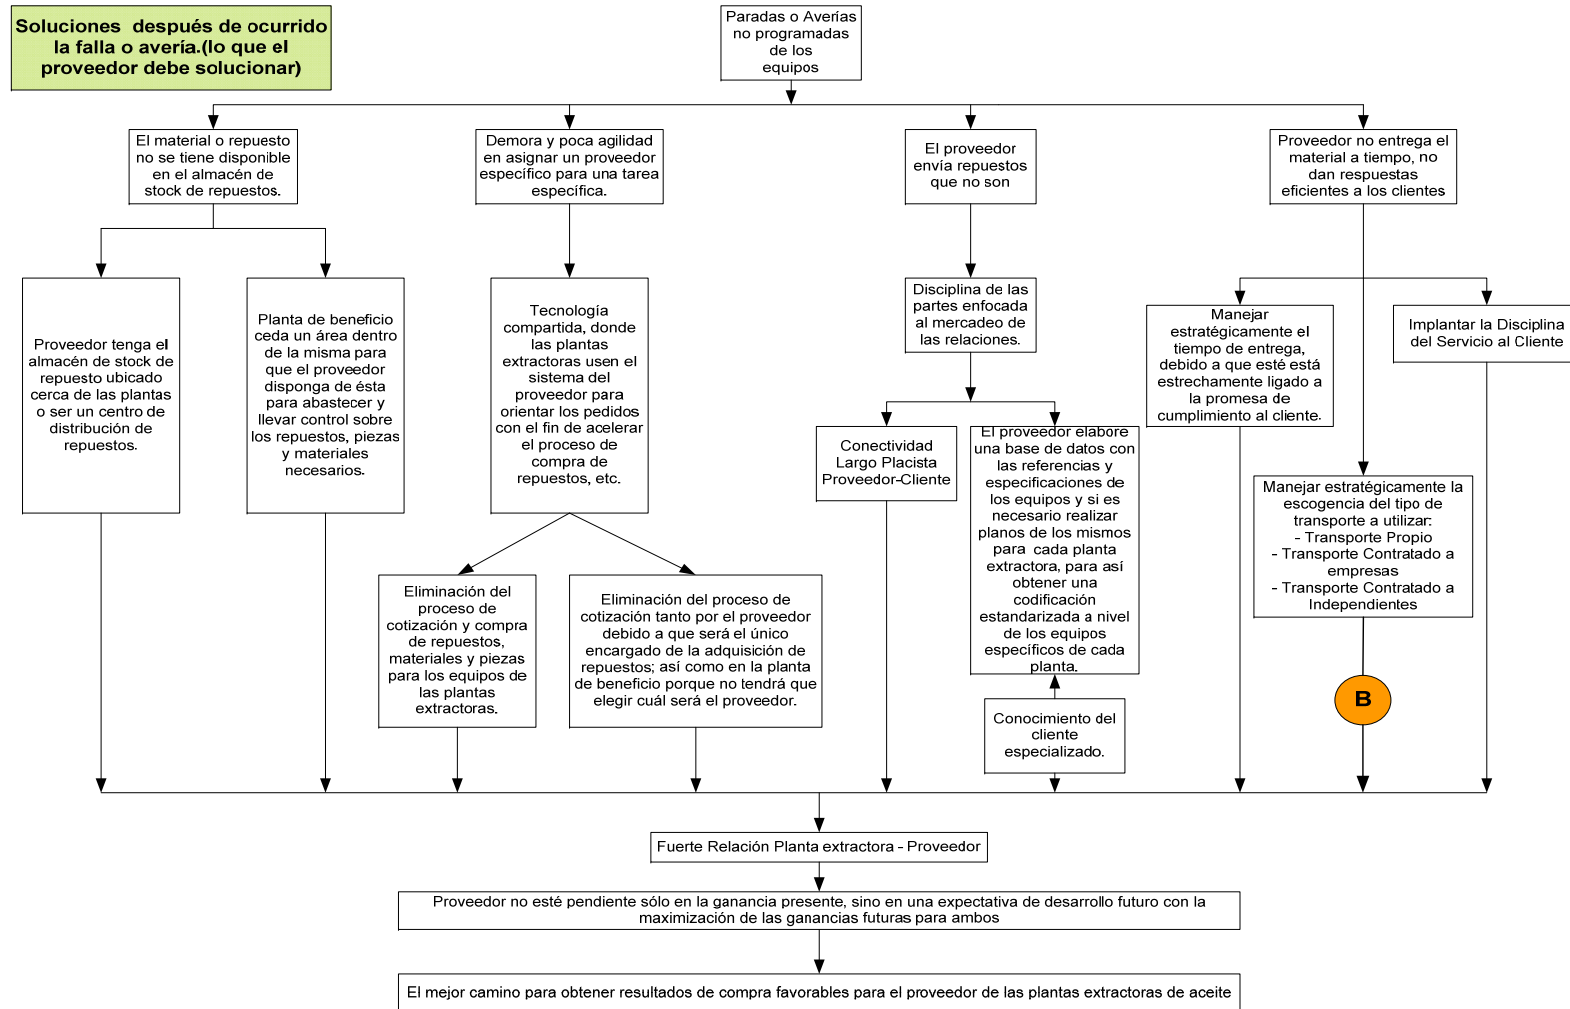 Soluciones después de ocurrido
la falla o avería.(lo que el
proveedor debe solucionar)
Paradas o Averías
no programadas
de los
equipos
El material o repuesto
no se tiene disponible
en el almacén de
stock de repuestos.
Demora y poca agilidad
en asignar un proveedor
específico para una tarea
específica.
El proveedor
envía repuestos
que no son
Proveedor no entrega el
material a tiempo, no
dan respuestas
eficientes a los clientes
Proveedor tenga el
almacén de stock de
repuesto ubicado
cerca de las plantas
o ser un centro de
distribución de
repuestos.
Planta de beneficio
ceda un área dentro
de la misma para
que el proveedor
disponga de ésta
para abastecer y
llevar control sobre
los repuestos, piezas
y materiales
necesarios.
Tecnología
compartida, donde
las plantas
extractoras usen el
sistema del
proveedor para
orientar los pedidos
con el fin de acelerar
el proceso de
compra de
repuestos, etc.
Disciplina de las
partes enfocada
al mercadeo de
las relaciones.
Manejar
estratégicamente el
tiempo de entrega,
debido a que esté está
estrechamente ligado a
la promesa de
cumplimiento al cliente.
Implantar la Disciplina
del Servicio al Cliente
Conectividad
Largo Placista
Proveedor-Cliente
El proveedor elabore
una base de datos con
las referencias y
especificaciones de
los equipos y si es
necesario realizar
planos de los mismos
para cada planta
extractora, para así
obtener una
codificación
estandarizada a nivel
de los equipos
específicos de cada
planta.
Manejar estratégicamente la
escogencia del tipo de
transporte a utilizar:
- Transporte Propio
- Transporte Contratado a
empresas
- Transporte Contratado a
Independientes
Eliminación del
proceso de
cotización y compra
de repuestos,
materiales y piezas
para los equipos de
las plantas
extractoras.
Eliminación del proceso de
cotización tanto por el proveedor
debido a que será el único
encargado de la adquisición de
repuestos; así como en la planta
de beneficio porque no tendrá que
elegir cuál será el proveedor.
B
Conocimiento del
cliente
especializado.
Fuerte Relación Planta extractora - Proveedor
Proveedor no esté pendiente sólo en la ganancia presente, sino en una expectativa de desarrollo futuro con la
maximización de las ganancias futuras para ambos
El mejor camino para obtener resultados de compra favorables para el proveedor de las plantas extractoras de aceite